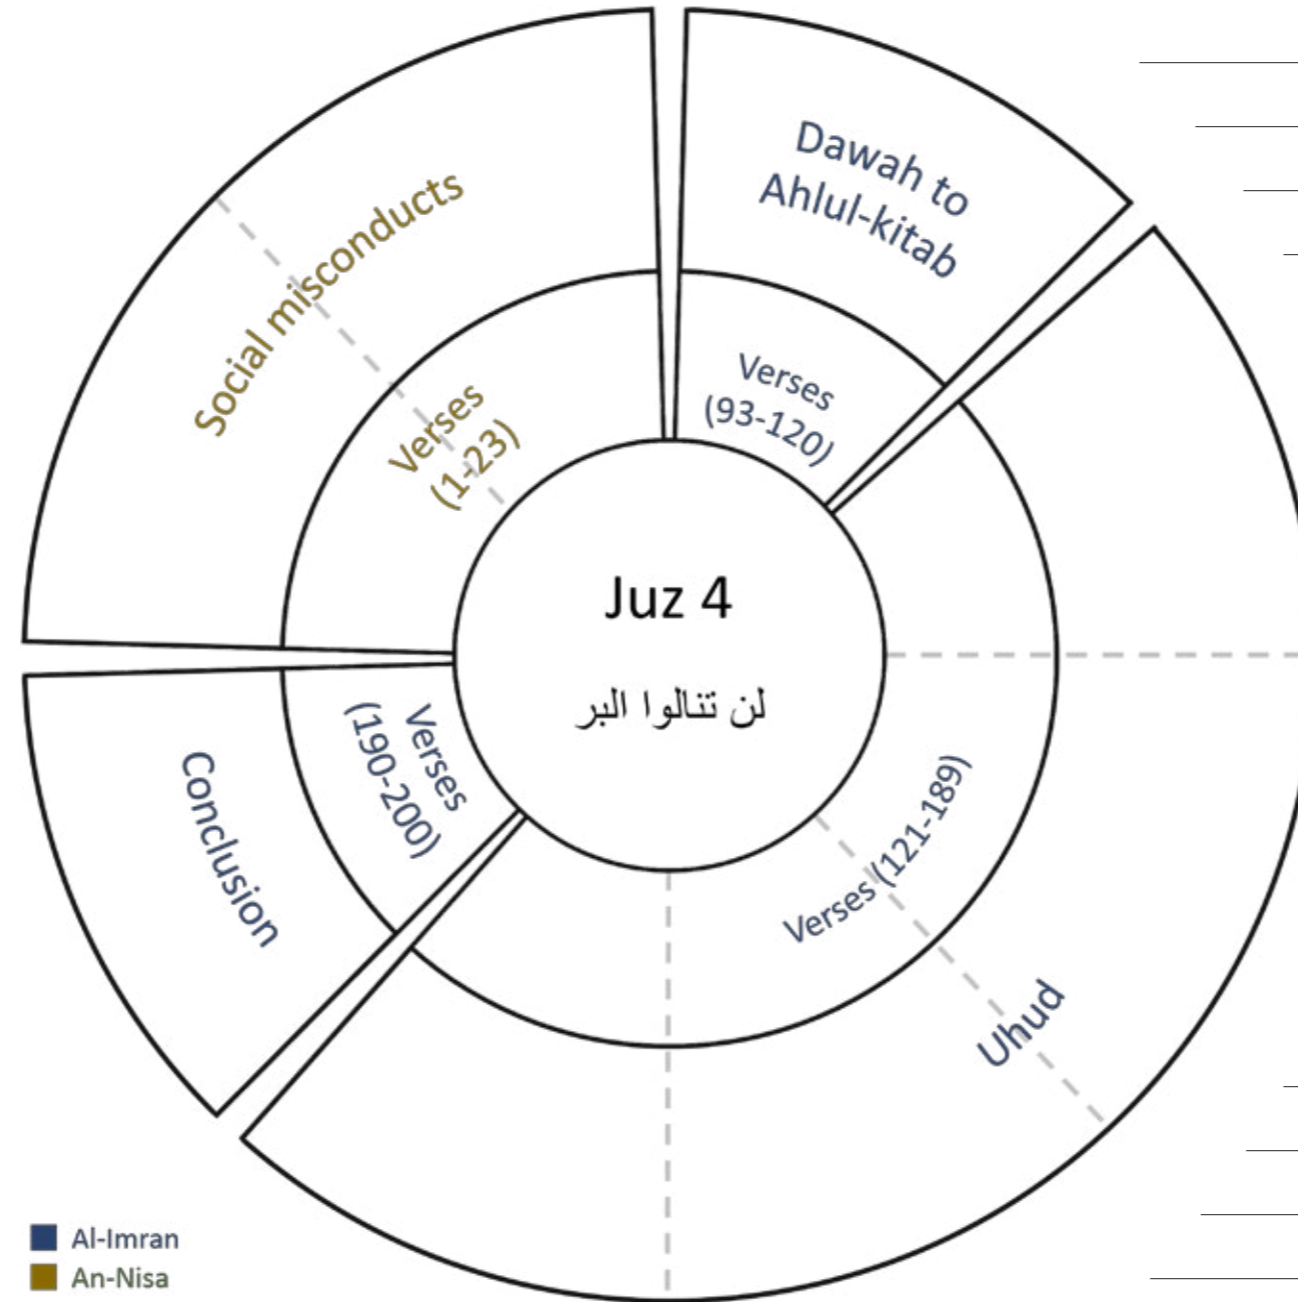 Dawah to
Ahlul-kitab
Verses
(93-120)
Verses (121-189)
Uhud
Verses
(190-200)
Conclusion
Social misconducts
Verses
(1-23)
Juz 4
لن تنالوا البر
Al-Imran
An-Nisa